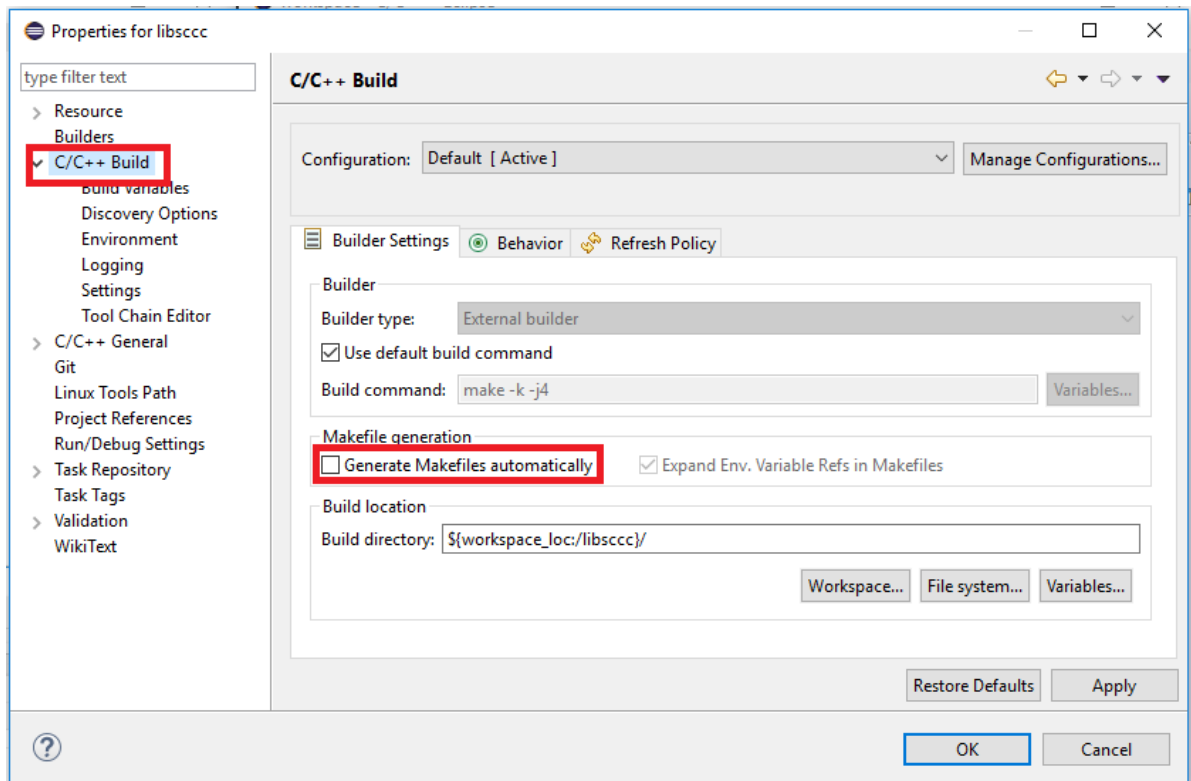 Properties for libsccc
type filter text
C/C++ Build
Resource
Builders
C/C++ Build
Build Variables
Discovery Options
Environment
Logging
Settings
Tool Chain Editor
C/C++ General
Git
Linux Tools Path
Project References
Run/Debug Settings
Task Repository
Task Tags
Validation
WikiText
Configuration: Default [ Active ] Manage Configurations...
Builder Settings Behavior Refresh Policy
Builder
Builder type: External builder
Use default build command
Build command: make -k -j4 Variables...
Makefile generation
Generate Makefiles automatically Expand Env. Variable Refs in Makefiles
Build location
Build directory: ${workspace_loc:/libsccc}/
Workspace... File system... Variables...
Restore Defaults Apply
OK Cancel